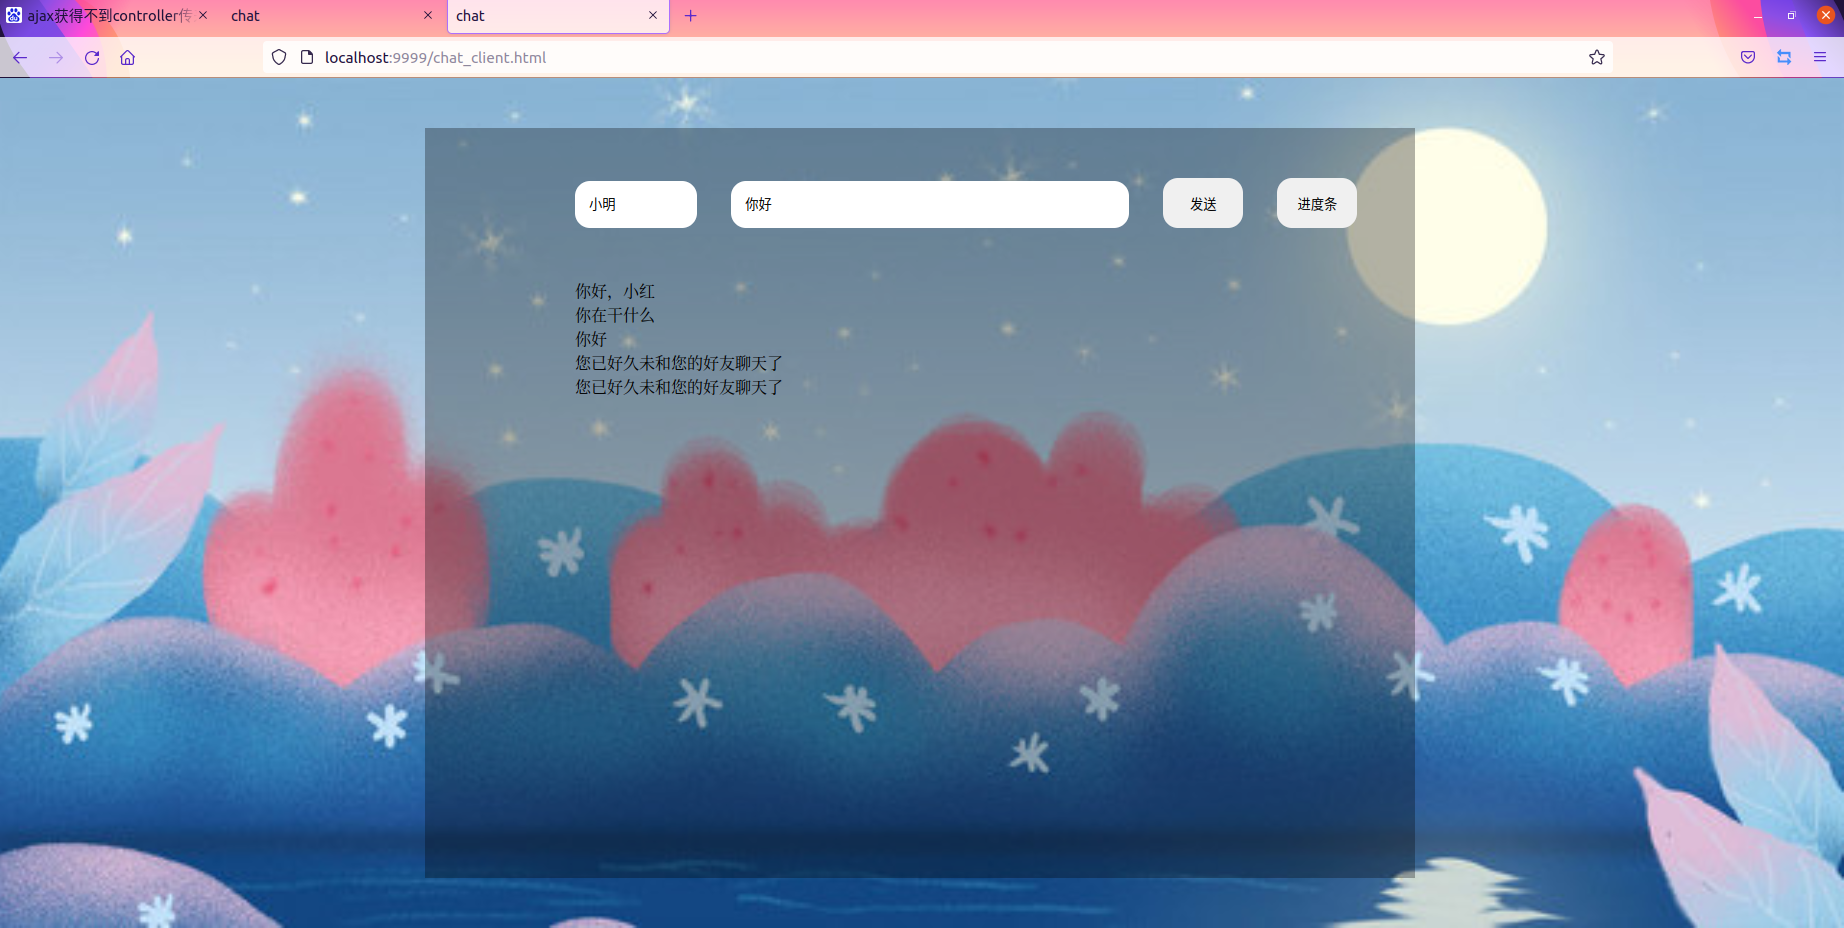 ajax获得不到controller传
chat
chat
localhost:9999/chat_client.html
小明
你好
发送
进度条
你好，小红
你在干什么
你好
您已好久未和您的好友聊天了
您已好久未和您的好友聊天了